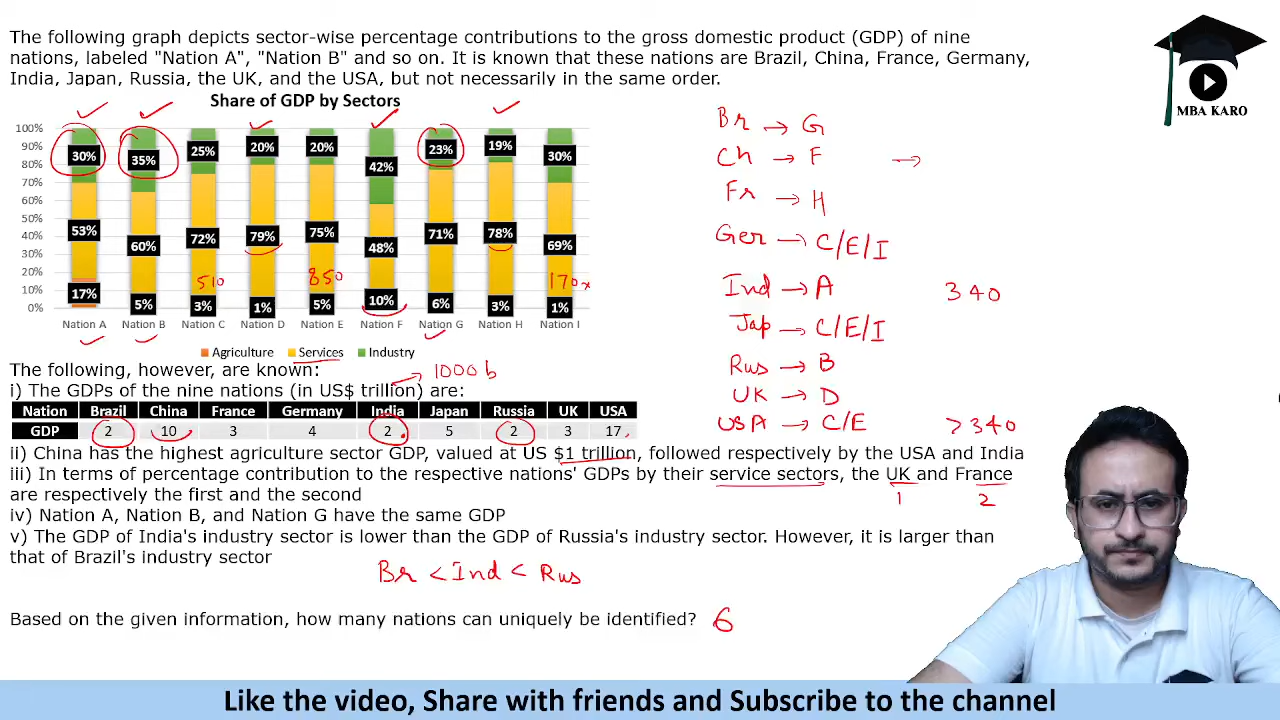 The following graph depicts sector-wise percentage contributions to the gross domestic product (GDP) of nine
nations, labeled "Nation A", "Nation B" and so on. It is known that these nations are Brazil, China, France, Germany,
India, Japan, Russia, the UK, and the USA, but not necessarily in the same order.
MBA KARO
Share of GDP by Sectors
100%
90%
80%
70%
60%
50%
40%
30%
20%
10%
0%
30% 35% 25% 20% 20% 42% 23% 19% 30%
53% 60% 72% 79% 75% 48% 71% 78% 69%
510 850 170x
17% 5% 3% 1% 5% 10% 6% 3% 1%
Nation A Nation B Nation C Nation D Nation E Nation F Nation G Nation H Nation I
Agriculture Services Industry
Br → G
Ch → F →
Fr → H
Ger → C/E/I
Ind → A 340
Jap → C/E/I
Rus → B
UK → D
USA → C/E >340
The following, however, are known:
→ 1000 b
i) The GDPs of the nine nations (in US$ trillion) are:
Nation Brazil China France Germany India Japan Russia UK USA
GDP 2 10 3 4 2 5 2 3 17
ii) China has the highest agriculture sector GDP, valued at US $1 trillion, followed respectively by the USA and India
iii) In terms of percentage contribution to the respective nations' GDPs by their service sectors, the UK and France
are respectively the first and the second
1 2
iv) Nation A, Nation B, and Nation G have the same GDP
v) The GDP of India's industry sector is lower than the GDP of Russia's industry sector. However, it is larger than
that of Brazil's industry sector
Br < Ind < Rus
Based on the given information, how many nations can uniquely be identified? 6
Like the video, Share with friends and Subscribe to the channel